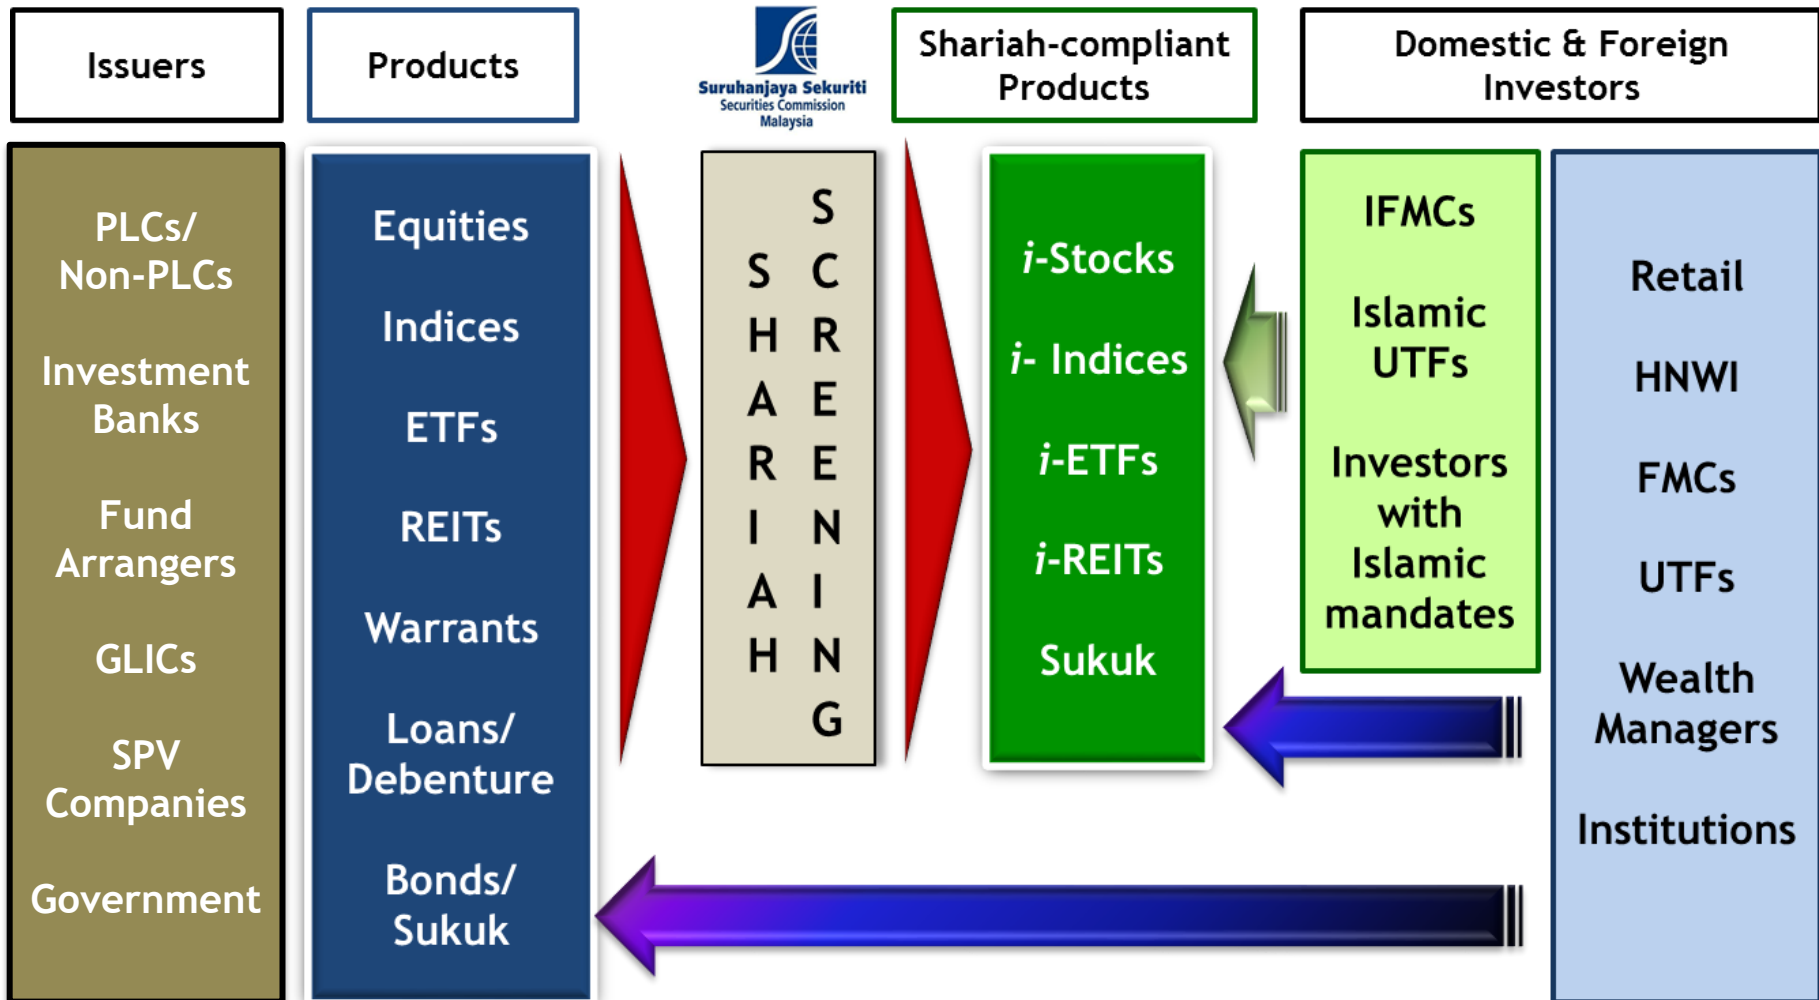 Issuers
Products
Suruhanjaya Sekuriti
Securities Commission
Malaysia
Shariah-compliant
Products
Domestic & Foreign
Investors
PLCs/
Non-PLCs
Investment
Banks
Fund
Arrangers
GLICs
SPV
Companies
Government
Equities
Indices
ETFs
REITs
Warrants
Loans/
Debenture
Bonds/
Sukuk
SHARIAH
SCREENING
i-Stocks
i- Indices
i-ETFs
i-REITs
Sukuk
IFMCs
Islamic
UTFs
Investors
with
Islamic
mandates
Retail
HNWI
FMCs
UTFs
Wealth
Managers
Institutions